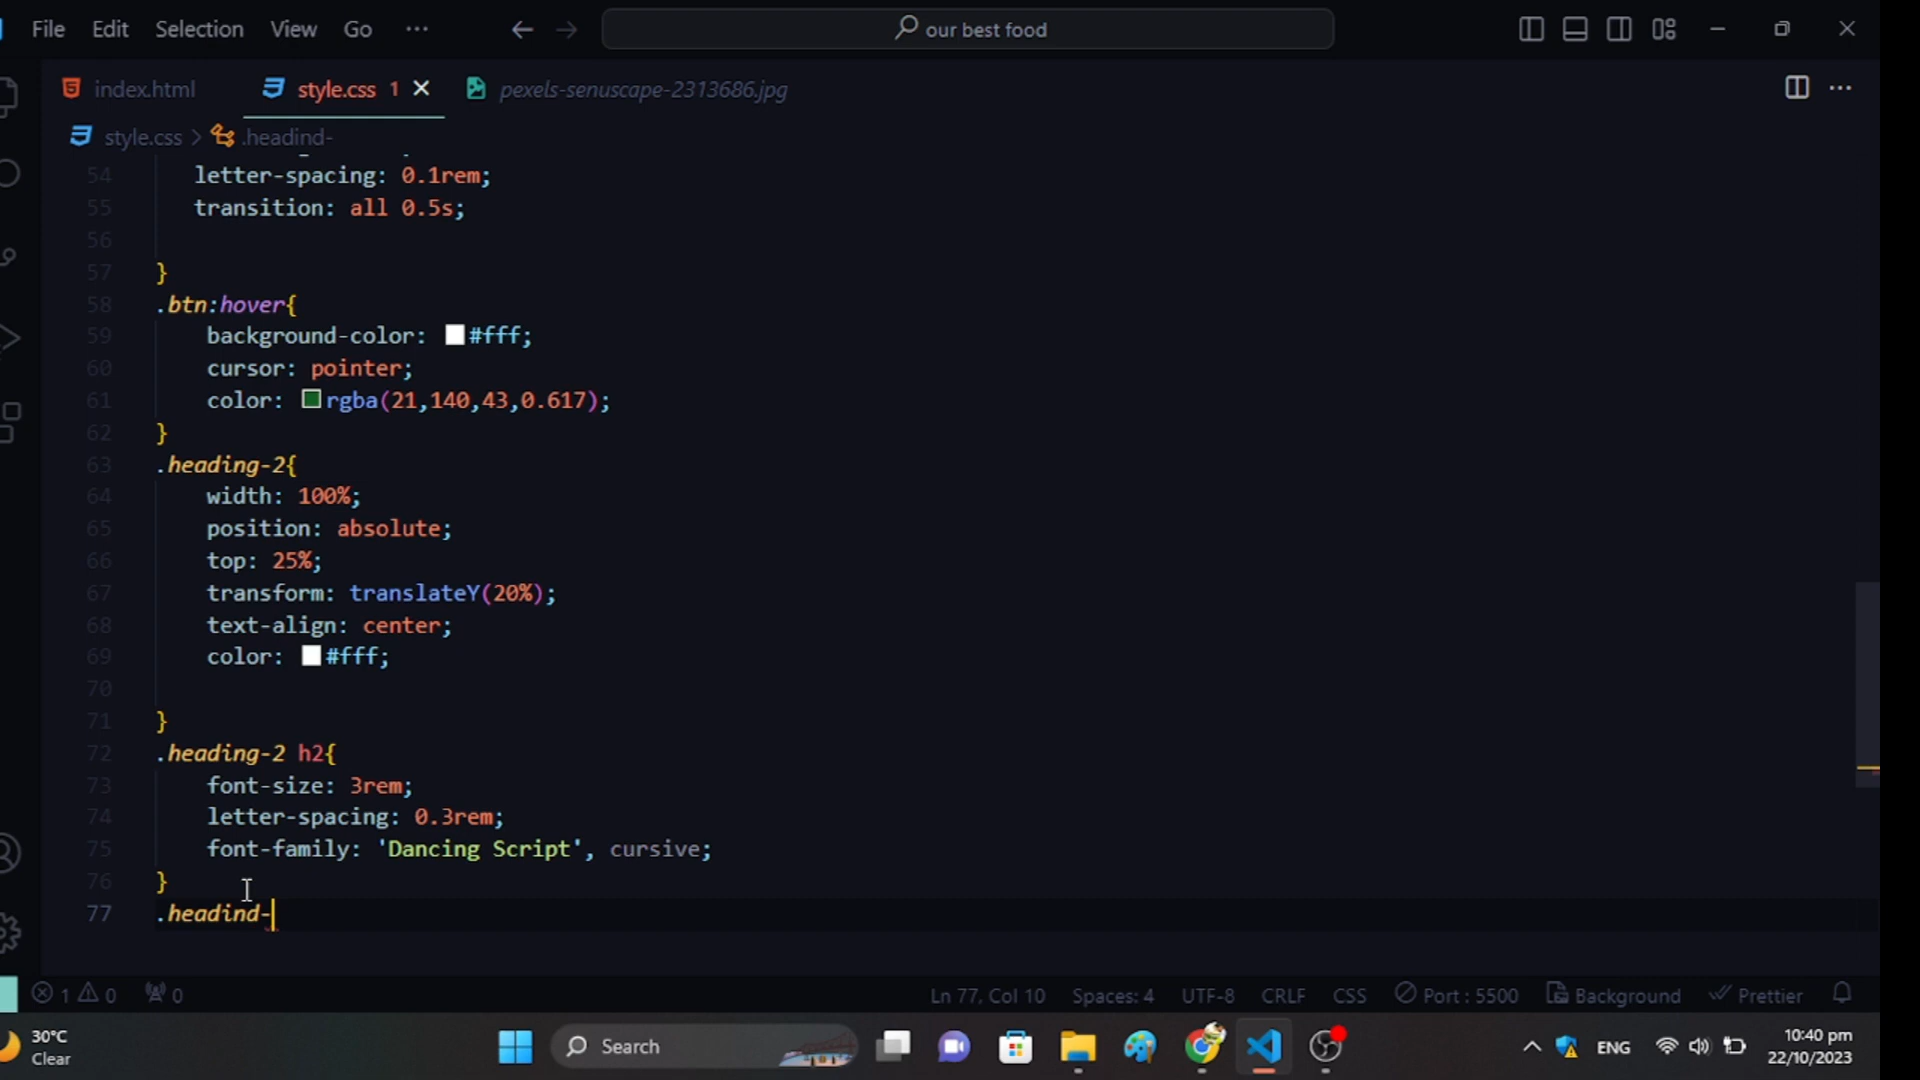 File Edit Selection View Go ··· our best food
index.html style.css 1 pexels-senuscape-2313686.jpg
style.css > .headind-
54 letter-spacing: 0.1rem;
55 transition: all 0.5s;
56
57 }
58 .btn:hover{
59 background-color: #fff;
60 cursor: pointer;
61 color: rgba(21,140,43,0.617);
62 }
63 .heading-2{
64 width: 100%;
65 position: absolute;
66 top: 25%;
67 transform: translateY(20%);
68 text-align: center;
69 color: #fff;
70
71 }
72 .heading-2 h2{
73 font-size: 3rem;
74 letter-spacing: 0.3rem;
75 font-family: 'Dancing Script', cursive;
76 }
77 .headind-
1 0 0 Ln 77, Col 10 Spaces: 4 UTF-8 CRLF CSS Port : 5500 Background Prettier
30°C
Clear
Search
ENG
10:40 pm
22/10/2023